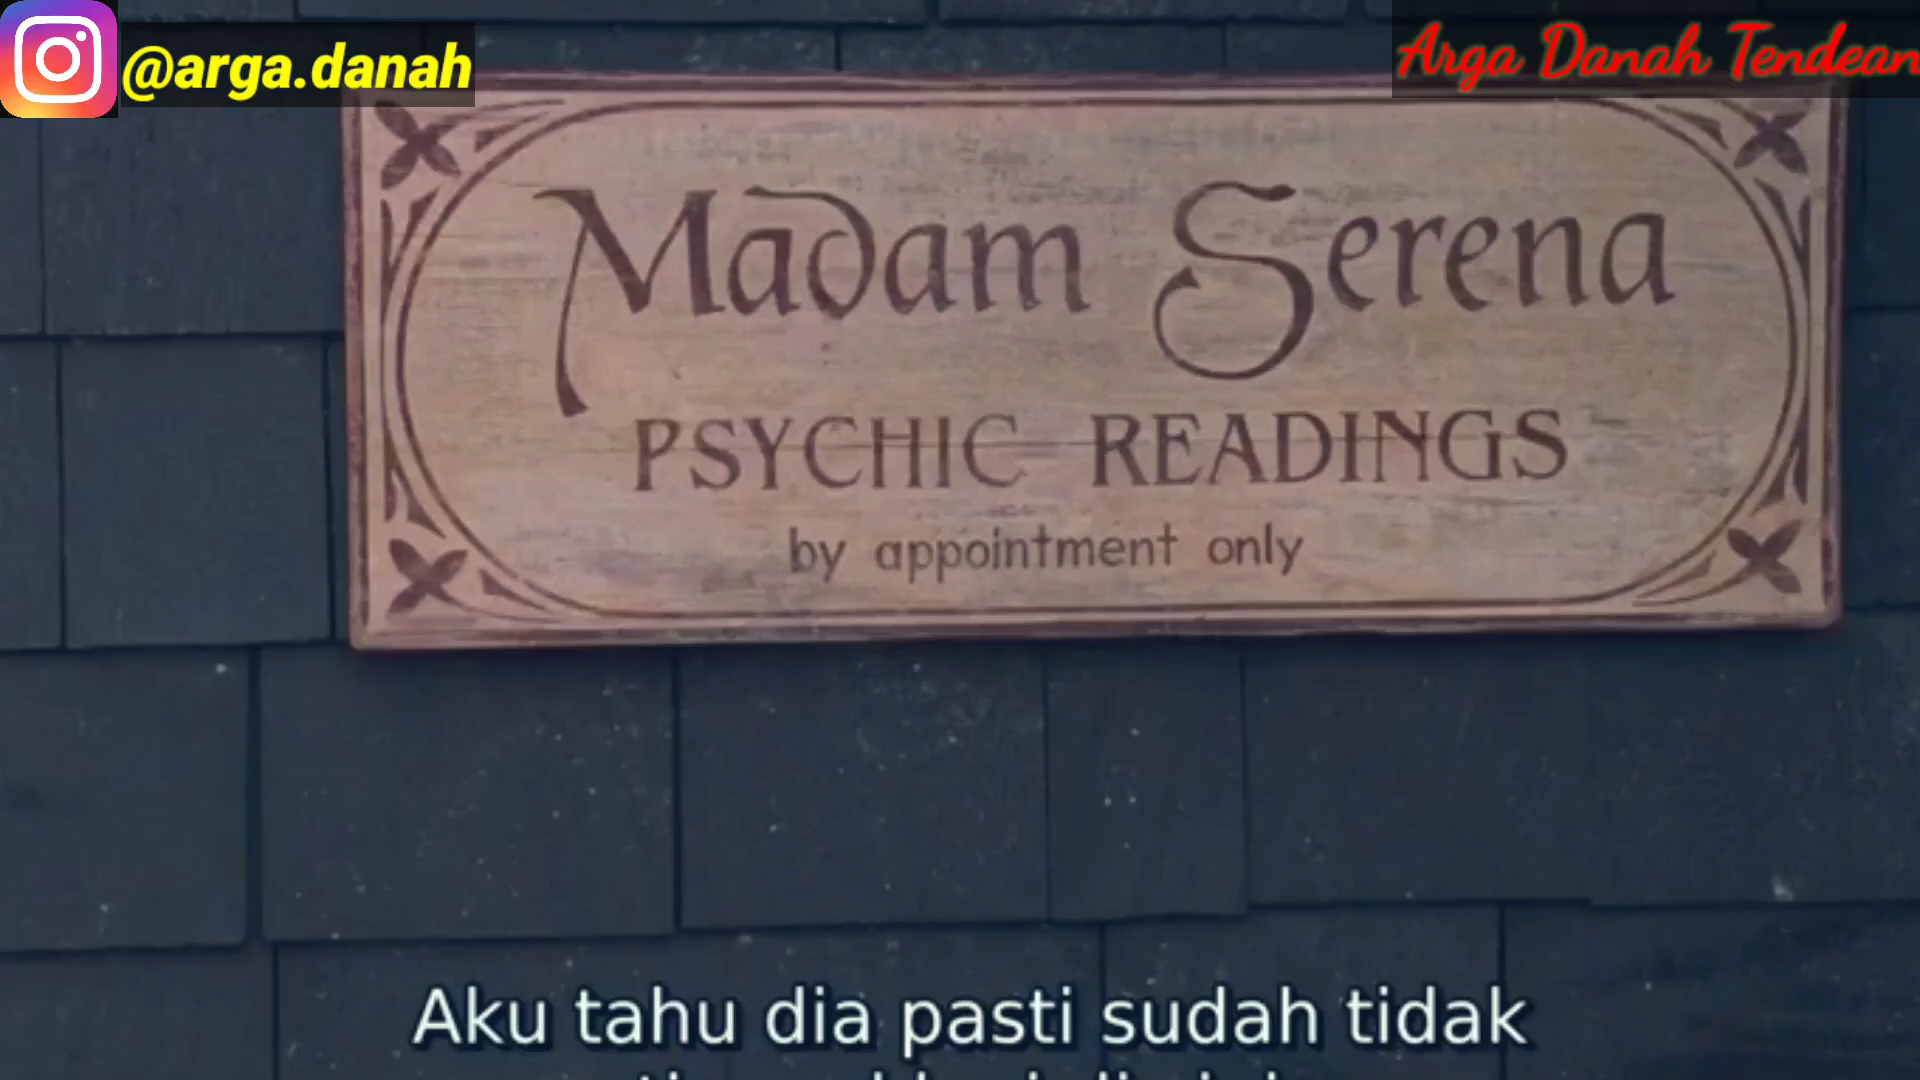 @arga.danah
Arga Danah Tendean
Madam Serena
PSYCHIC READINGS
by appointment only
Aku tahu dia pasti sudah tidak